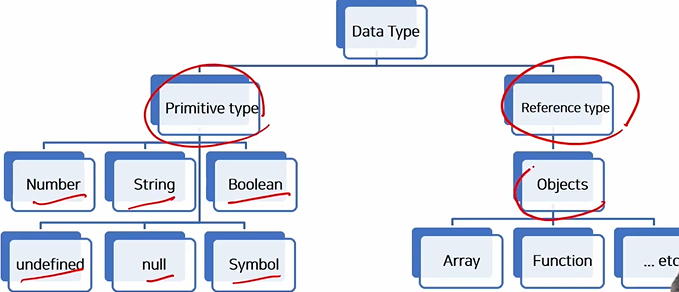 Data Type
Primitive type
Reference type
Number
String
Boolean
Objects
undefined
null
Symbol
Array
Function
... etc